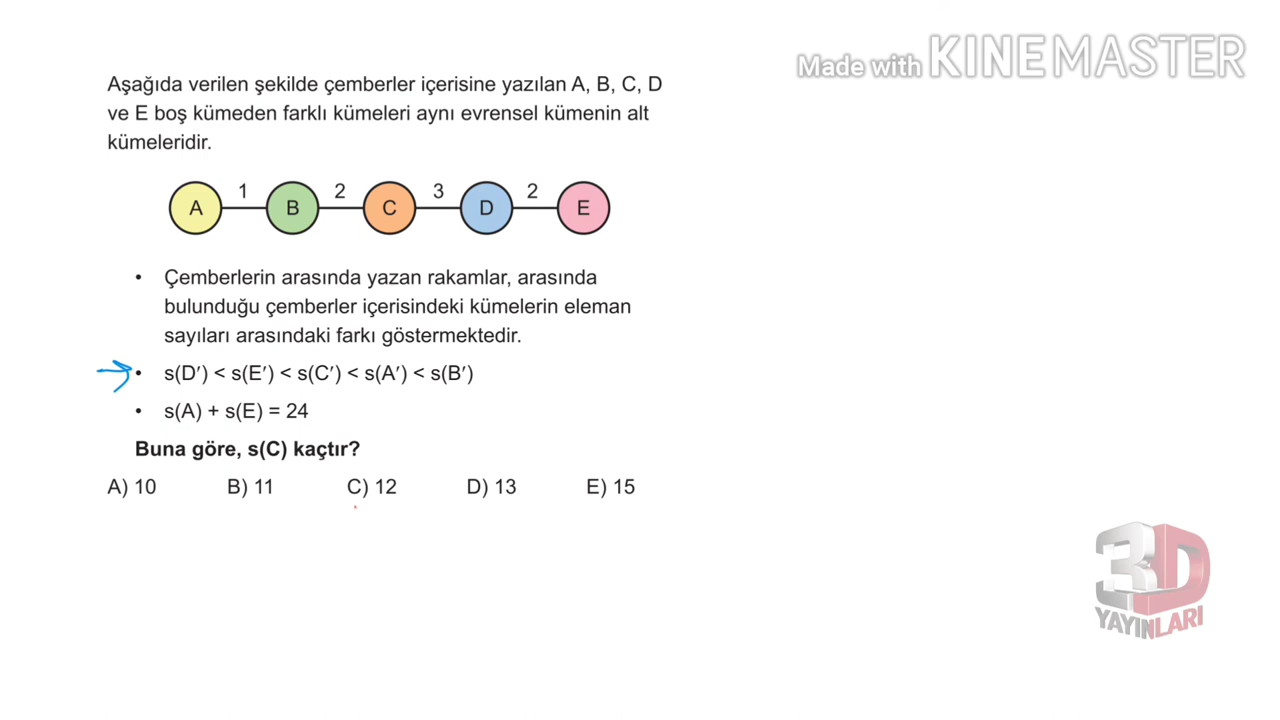 Made with KINEMASTER
Aşağıda verilen şekilde çemberler içerisine yazılan A, B, C, D
ve E boş kümeden farklı kümeleri aynı evrensel kümenin alt
kümeleridir.
A 1 B 2 C 3 D 2 E
• Çemberlerin arasında yazan rakamlar, arasında
bulunduğu çemberler içerisindeki kümelerin eleman
sayıları arasındaki farkı göstermektedir.
• s(D′) < s(E′) < s(C′) < s(A′) < s(B′)
• s(A) + s(E) = 24
Buna göre, s(C) kaçtır?
A) 10 B) 11 C) 12 D) 13 E) 15
3D
YAYINLARI